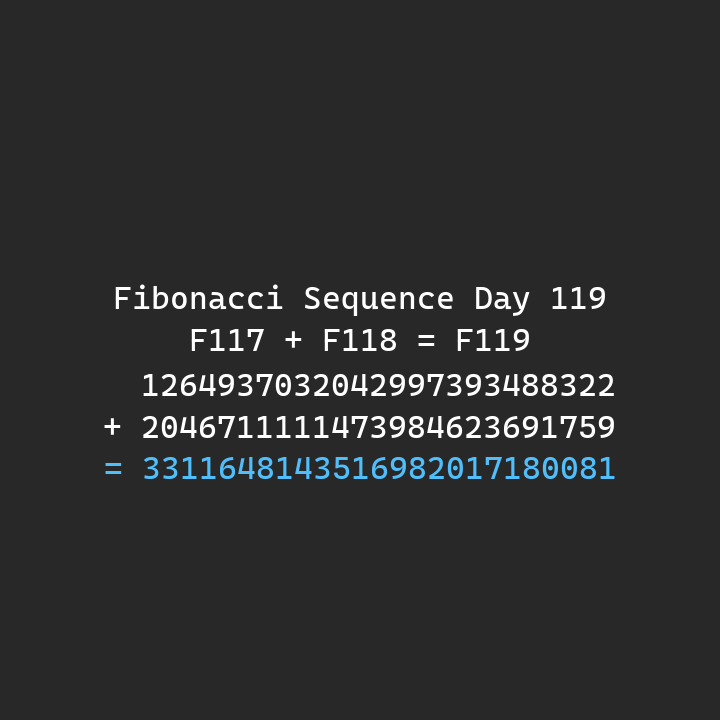 Fibonacci Sequence Day 119
F117 + F118 = F119
1264937032042997393488322
+ 2046711111473984623691759
= 3311648143516982017180081